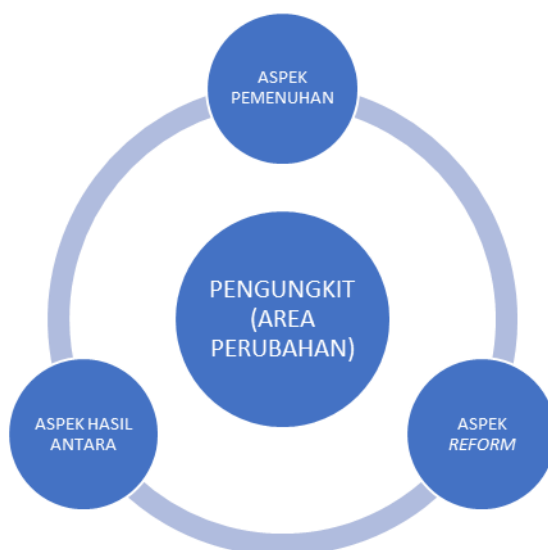 ASPEK
PEMENUHAN
PENGUNGKIT
(AREA
PERUBAHAN)
ASPEK HASIL
ANTARA
ASPEK
REFORM